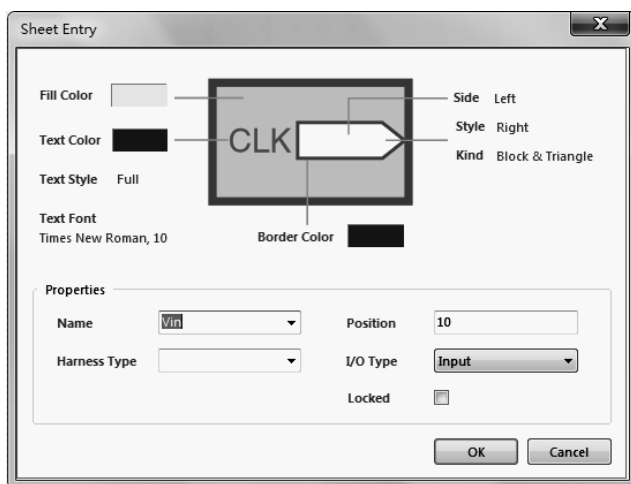 Sheet Entry
X
Fill Color
Side Left
Text Color
CLK
Style Right
Kind Block & Triangle
Text Style Full
Text Font
Times New Roman, 10
Border Color
Properties
Name Vin
Position 10
Harness Type
I/O Type Input
Locked
OK Cancel